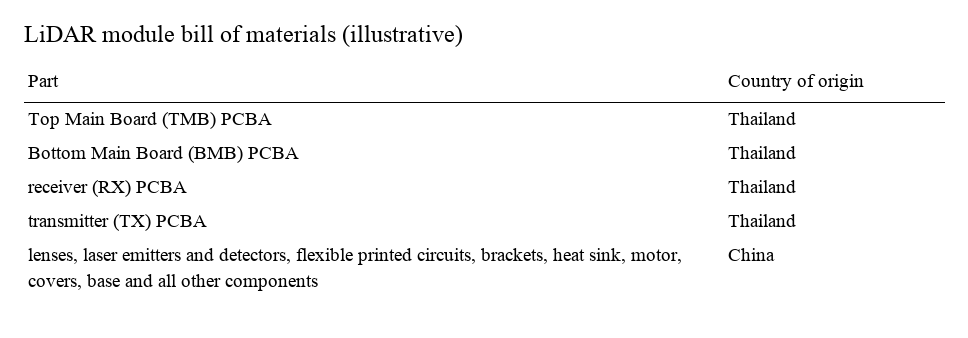 LiDAR module bill of materials (illustrative)
Part Country of origin
Top Main Board (TMB) PCBA Thailand
Bottom Main Board (BMB) PCBA Thailand
receiver (RX) PCBA Thailand
transmitter (TX) PCBA Thailand
lenses, laser emitters and detectors, flexible printed circuits, brackets, heat sink, motor, China
covers, base and all other components